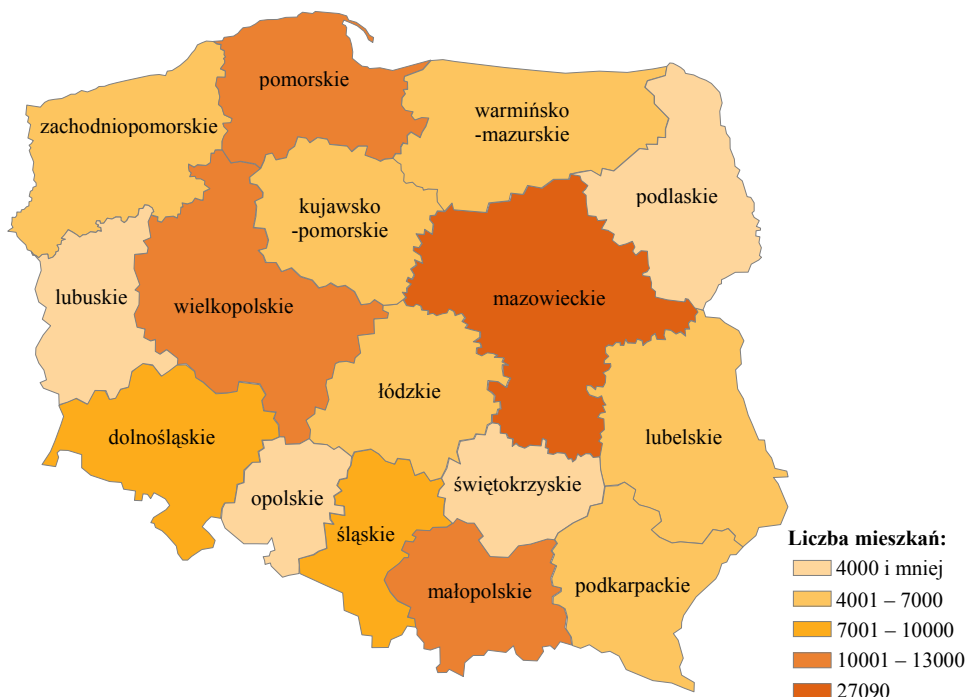 pomorskie
warmińsko
-mazurskie
zachodniopomorskie
podlaskie
kujawsko
-pomorskie
lubuskie
wielkopolskie
mazowieckie
łódzkie
dolnośląskie
lubelskie
opolskie
świętokrzyskie
śląskie
małopolskie
podkarpackie
Liczba mieszkań:
4000 i mniej
4001 – 7000
7001 – 10000
10001 – 13000
27090